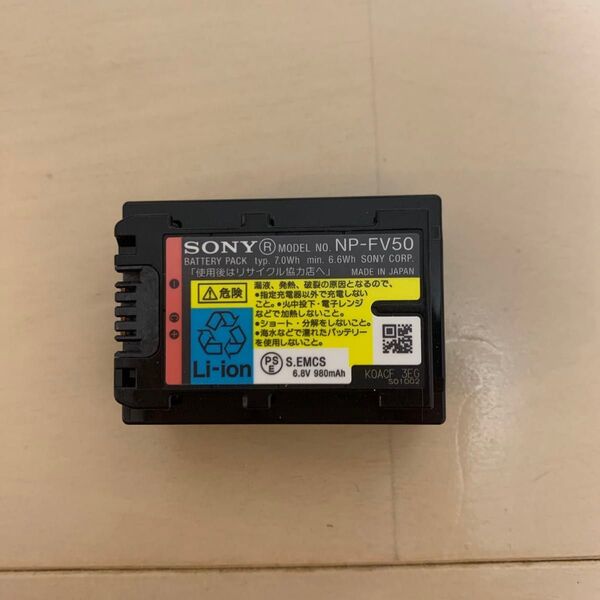 SONY® MODEL NO. NP-FV50
BATTERY PACK typ. 7.0Wh min. 6.6Wh SONY CORP.
「使用後はリサイクル協力店へ」 MADE IN JAPAN
危険
漏液、発熱、破裂の原因となるので、
●指定充電器以外で充電しない
こと。●火中投下・電子レンジ
などで加熱しないこと。
●ショート・分解をしないこと。
●海水などで濡れたバッテリー
を使用しないこと。
Li-ion
PSE S.EMCS
6.8V 980mAh
KOACF 3EG
S01002